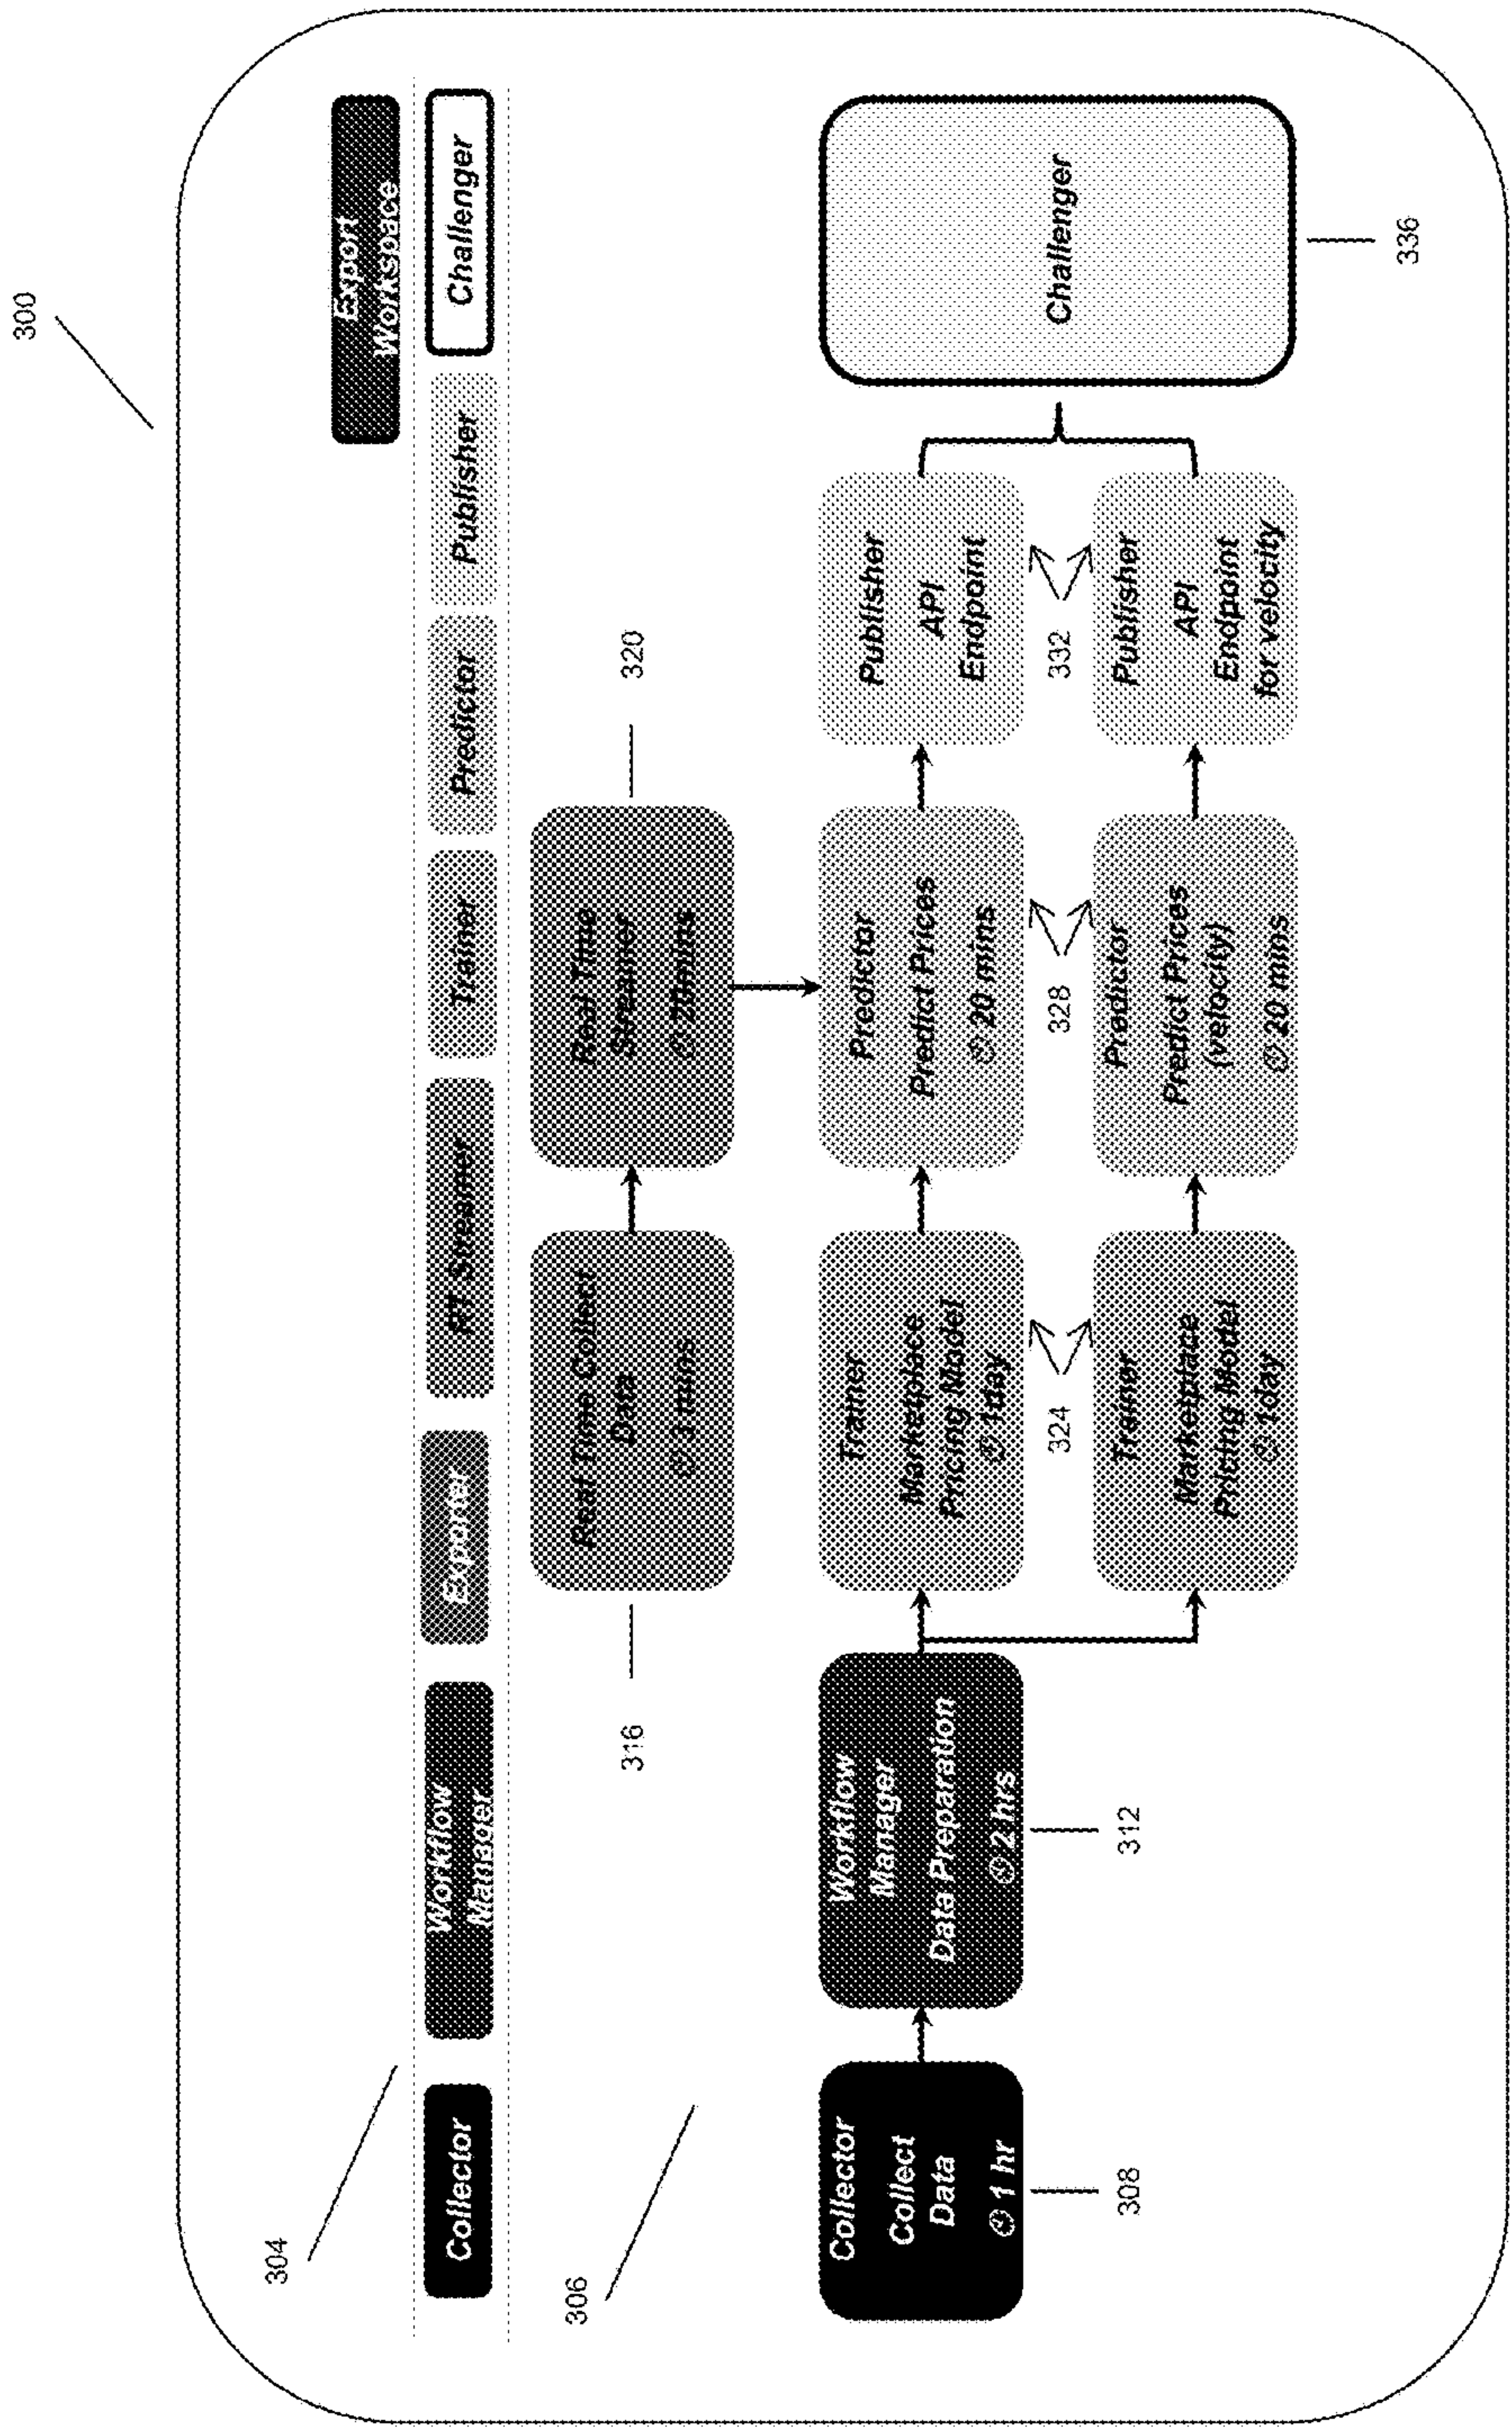 300
Export
Workspace
304
Collector
Workflow
Manager
Exporter
RT Streamer
Trainer
Predictor
Publisher
Challenger
306
316
Real Time Collect
Data
3 mins
Real Time
Streamer
20mins
320
Collector
Collect
Data
1 hr
308
Workflow
Manager
Data Preparation
2 hrs
312
Trainer
Marketplace
Pricing Model
1day
324
Trainer
Marketplace
Pricing Model
1day
Predictor
Predict Prices
20 mins
328
Predictor
Predict Prices
(velocity)
20 mins
Publisher
API
Endpoint
332
Publisher
API
Endpoint
for velocity
Challenger
336